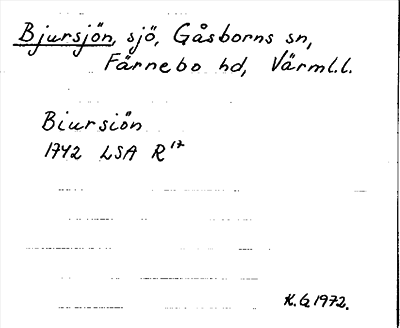 Bjursjön, sjö, Gåsborns sn,
Färnebo hd, Värml.l.
Biursiön
1742 LSA R¹⁷
K.G.1972.